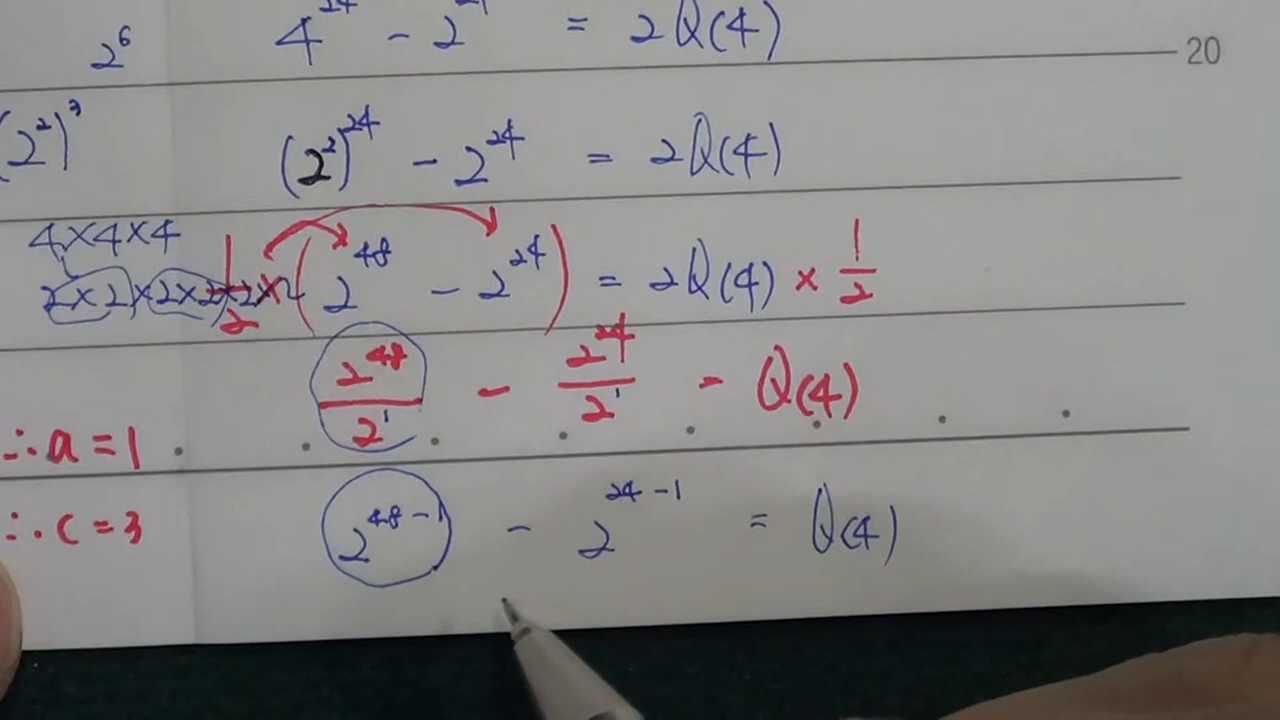 2⁶ 4²⁴ - 2 = 2Q(4)
20
(2²)³ (2²)²⁴ - 2²⁴ = 2Q(4)
4×4×4
2×2×2×2×2×2 1/2 × (2⁴⁸ - 2²⁴) = 2Q(4) × 1/2
2⁴⁸/2¹ - 2²⁴/2¹ - Q(4)
∴a=1
2⁴⁸⁻¹ - 2²⁴⁻¹ = Q(4)
∴c=3